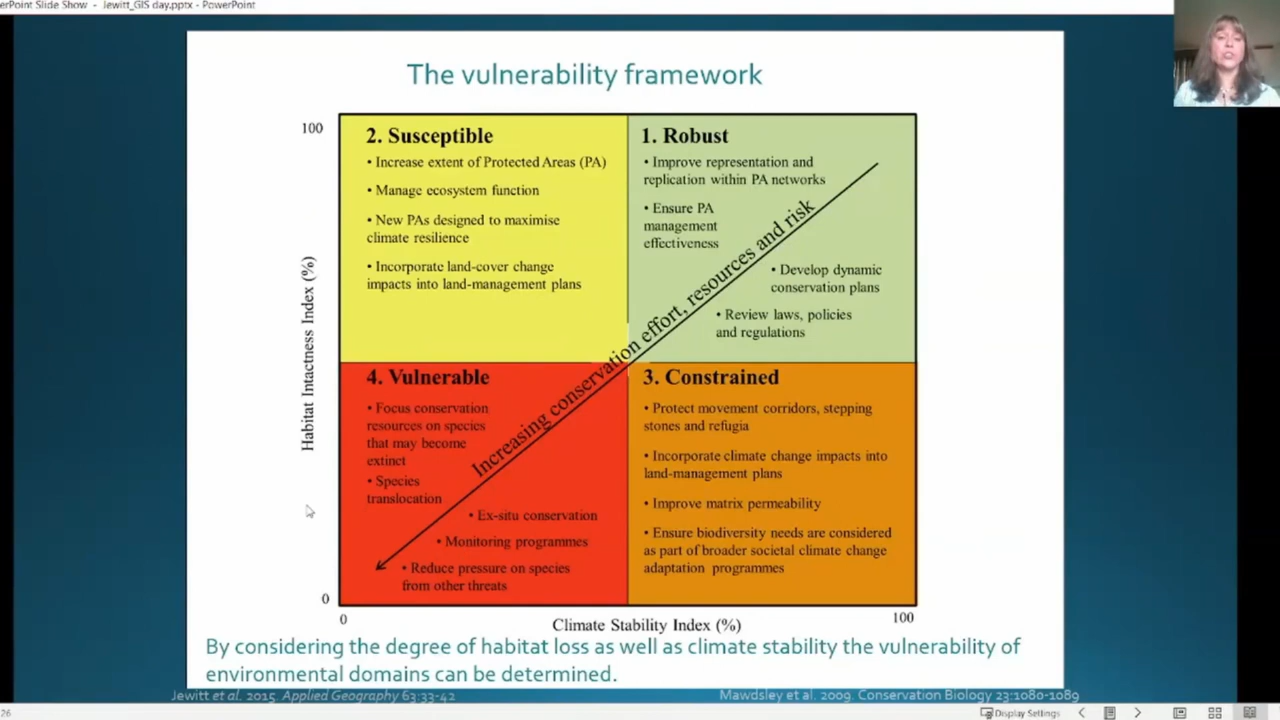 erPoint Slide Show - Jewitt_GIS day.pptx - PowerPoint
The vulnerability framework
100
2. Susceptible
• Increase extent of Protected Areas (PA)
• Manage ecosystem function
• New PAs designed to maximise
climate resilience
• Incorporate land-cover change
impacts into land-management plans
1. Robust
• Improve representation and
replication within PA networks
• Ensure PA
management
effectiveness
• Develop dynamic
conservation plans
• Review laws, policies
and regulations
Increasing conservation effort, resources and risk
Habitat Intactness Index (%)
4. Vulnerable
• Focus conservation
resources on species
that may become
extinct
• Species
translocation
• Ex-situ conservation
• Monitoring programmes
• Reduce pressure on species
from other threats
3. Constrained
• Protect movement corridors, stepping
stones and refugia
• Incorporate climate change impacts into
land-management plans
• Improve matrix permeability
• Ensure biodiversity needs are considered
as part of broader societal climate change
adaptation programmes
0
0
100
Climate Stability Index (%)
By considering the degree of habitat loss as well as climate stability the vulnerability of
environmental domains can be determined.
Jewitt et al. 2015. Applied Geography 63:33-42
Mawdsley et al. 2009. Conservation Biology 23:1080-1089
26
Display Settings